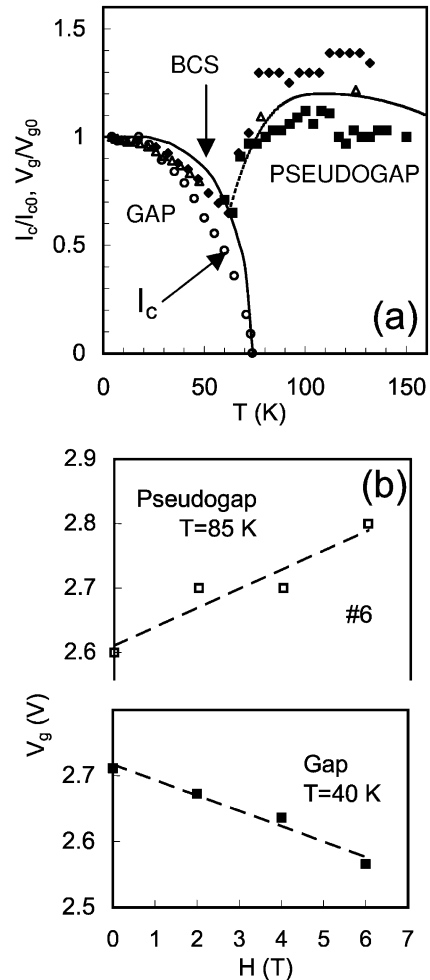 1.5
BCS
1
PSEUDOGAP
GAP
0.5
I_c
(a)
0
0 50 100 150
T (K)
I_c/I_c0, V_g/V_g0
2.9
(b)
Pseudogap
T=85 K
2.8
2.7
#6
2.6
V_g (V)
Gap
T=40 K
2.7
2.6
2.5
0 1 2 3 4 5 6 7
H (T)